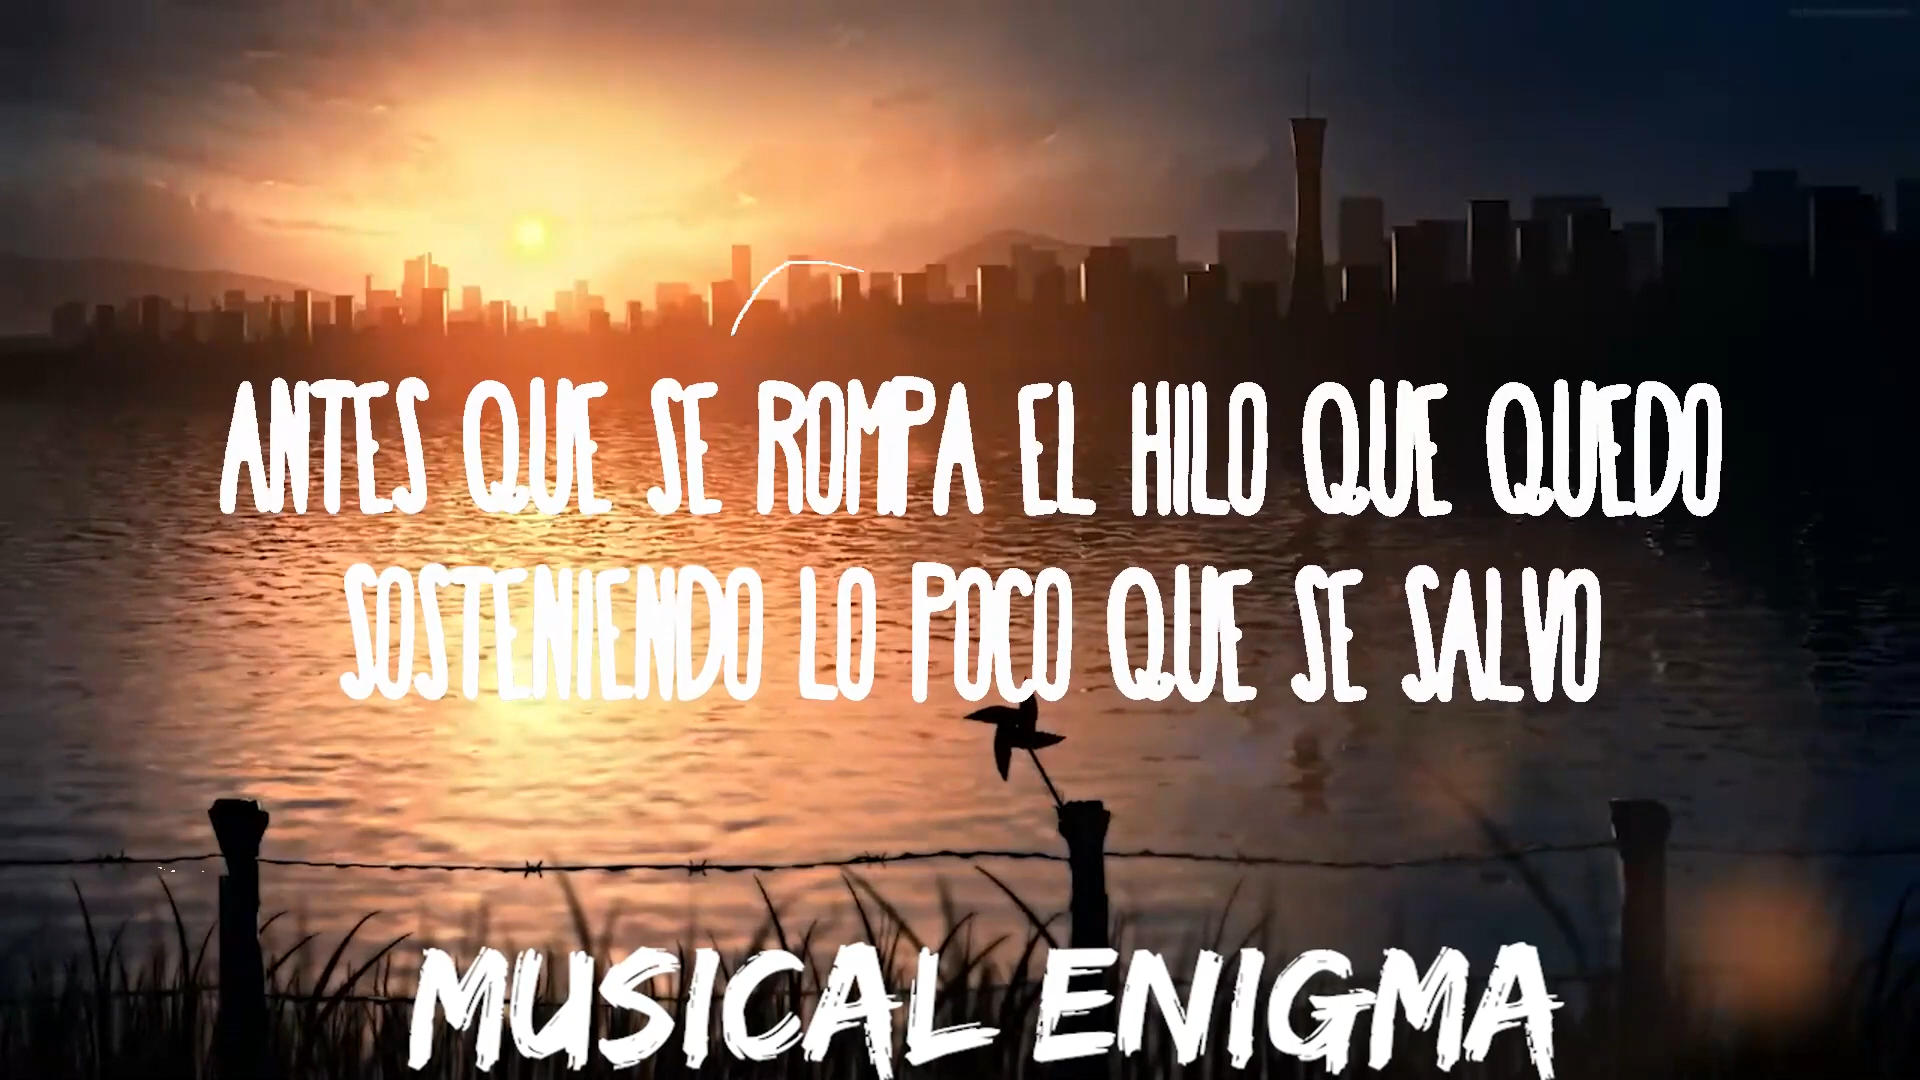 ANTES QUE SE ROMPA EL HILO QUE QUEDO
SOSTENIENDO LO POCO QUE SE SALVO
MUSICAL ENIGMA